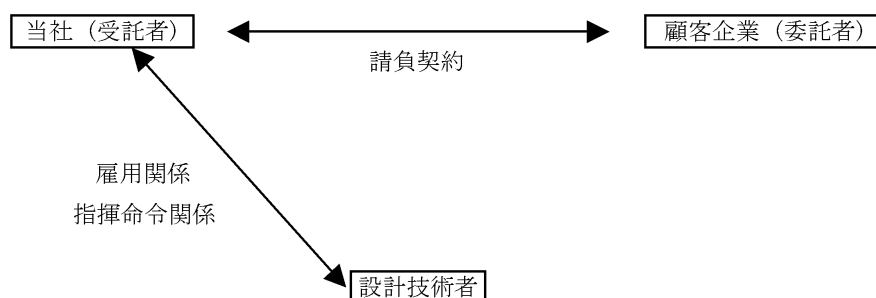 当社（受託者）
顧客企業（委託者）
請負契約
雇用関係
指揮命令関係
設計技術者